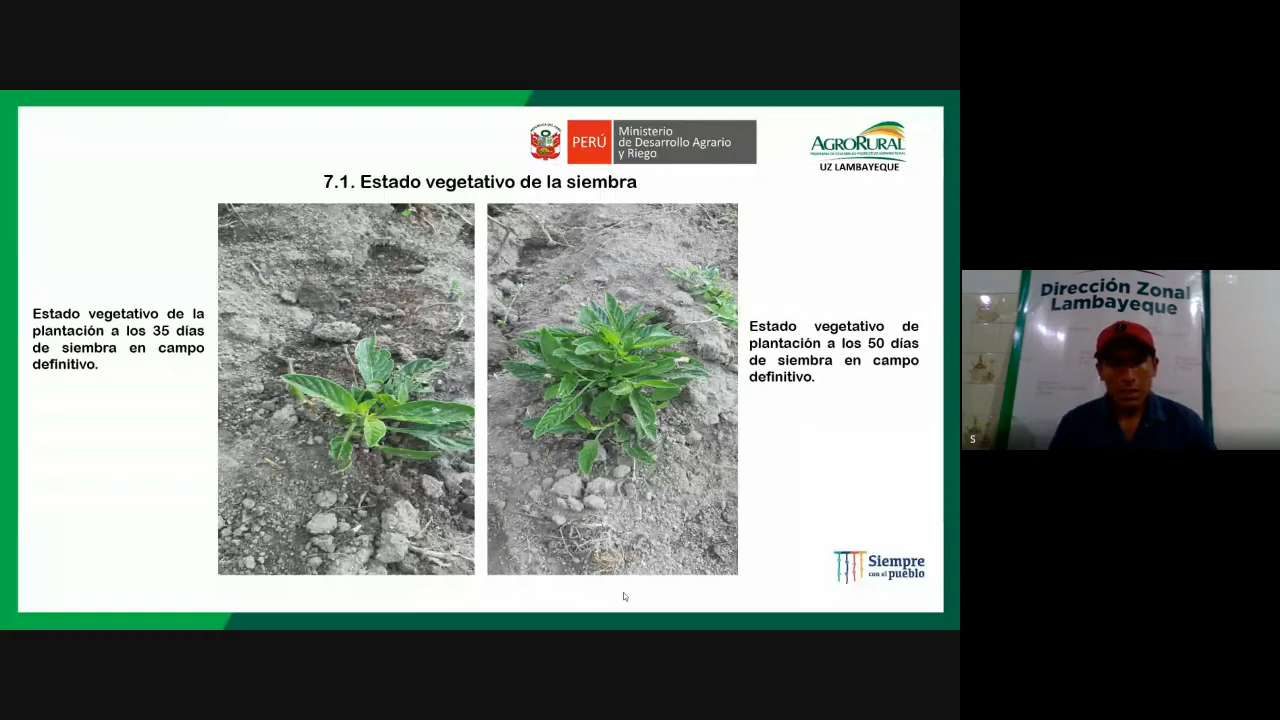 PERÚ
Ministerio
de Desarrollo Agrario
y Riego
AGRORURAL
UZ LAMBAYEQUE
7.1. Estado vegetativo de la siembra
Estado vegetativo de la
plantación a los 35 días
de siembra en campo
definitivo.
Estado vegetativo de
plantación a los 50 días
de siembra en campo
definitivo.
Siempre
con el pueblo
Dirección Zonal
Lambayeque
S